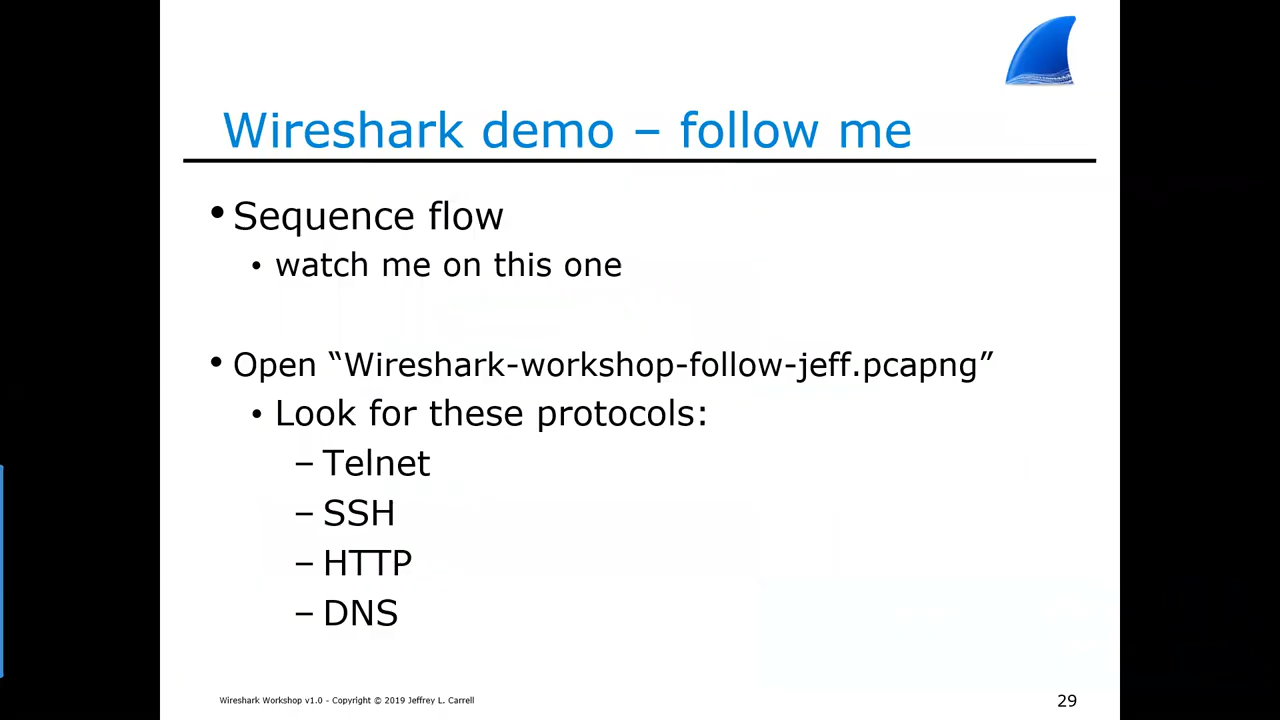 Wireshark demo – follow me
• Sequence flow
• watch me on this one
• Open “Wireshark-workshop-follow-jeff.pcapng”
• Look for these protocols:
– Telnet
– SSH
– HTTP
– DNS
Wireshark Workshop v1.0 - Copyright © 2019 Jeffrey L. Carrell
29